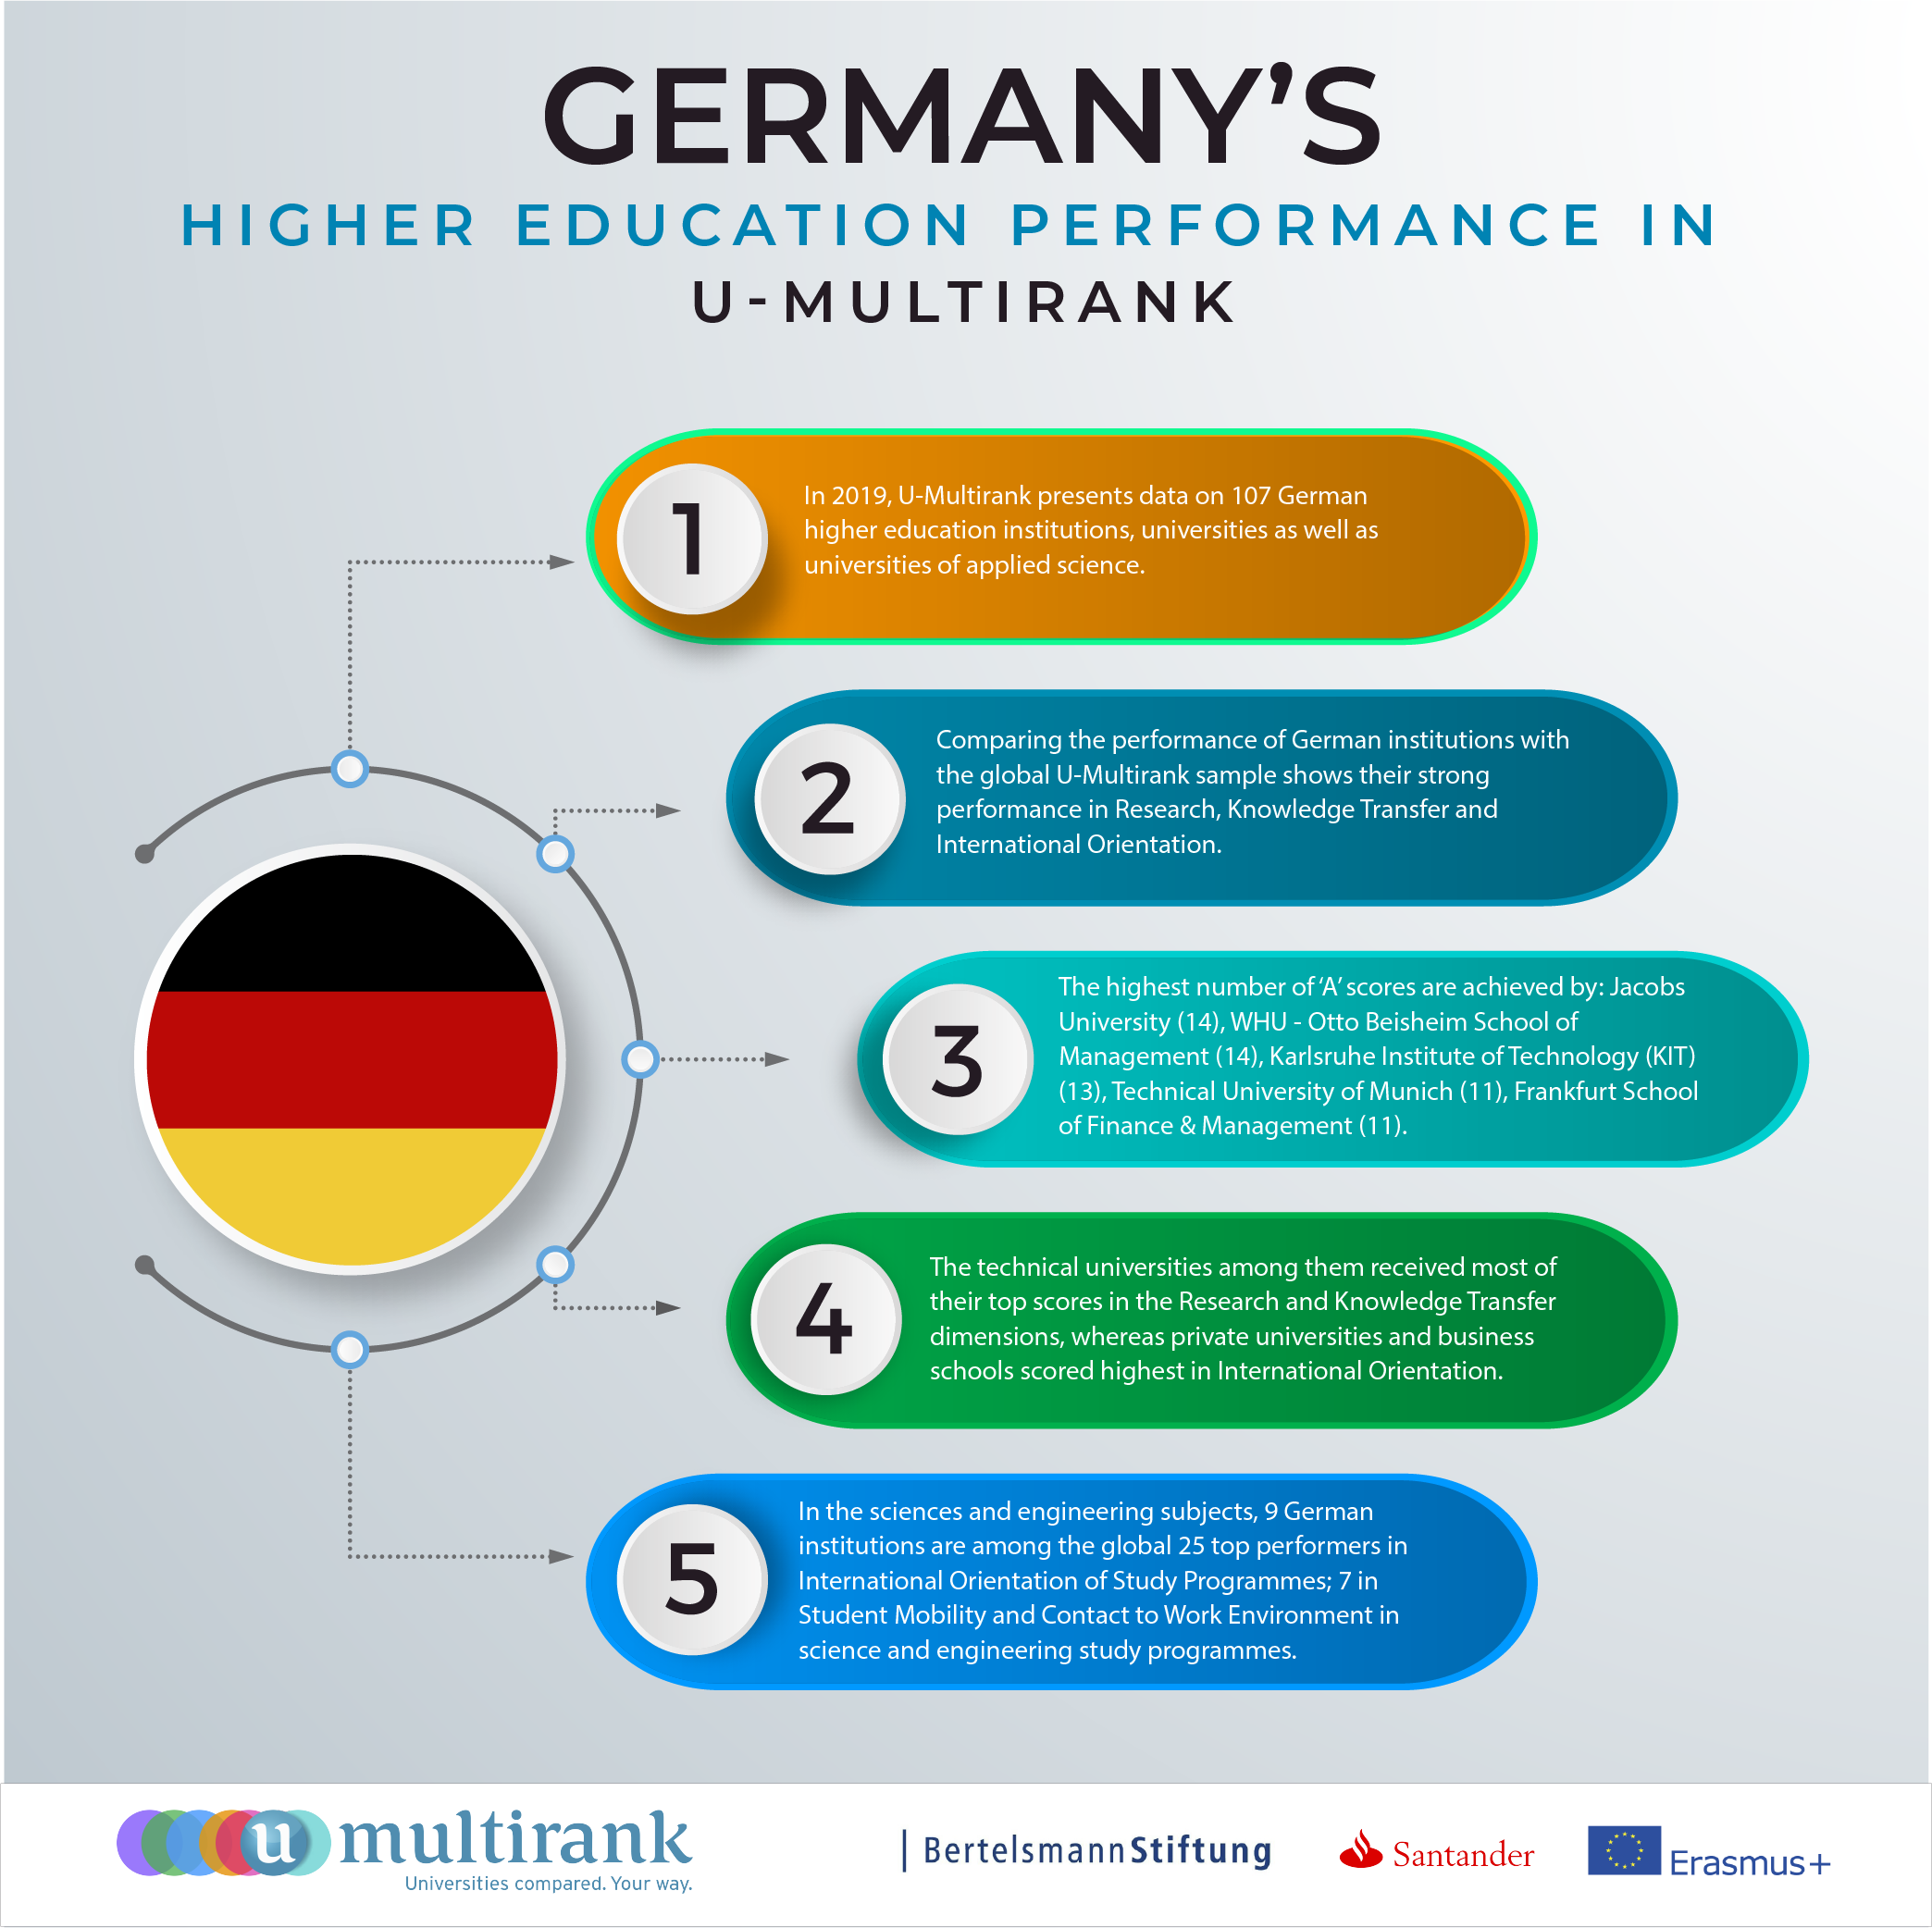 GERMANY'S
HIGHER EDUCATION PERFORMANCE IN
U-MULTIRANK
1
In 2019, U-Multirank presents data on 107 German
higher education institutions, universities as well as
universities of applied science.
2
Comparing the performance of German institutions with
the global U-Multirank sample shows their strong
performance in Research, Knowledge Transfer and
International Orientation.
3
The highest number of 'A' scores are achieved by: Jacobs
University (14), WHU - Otto Beisheim School of
Management (14), Karlsruhe Institute of Technology (KIT)
(13), Technical University of Munich (11), Frankfurt School
of Finance & Management (11).
4
The technical universities among them received most of
their top scores in the Research and Knowledge Transfer
dimensions, whereas private universities and business
schools scored highest in International Orientation.
5
In the sciences and engineering subjects, 9 German
institutions are among the global 25 top performers in
International Orientation of Study Programmes; 7 in
Student Mobility and Contact to Work Environment in
science and engineering study programmes.
u multirank
Universities compared. Your way.
| BertelsmannStiftung
Santander
Erasmus+